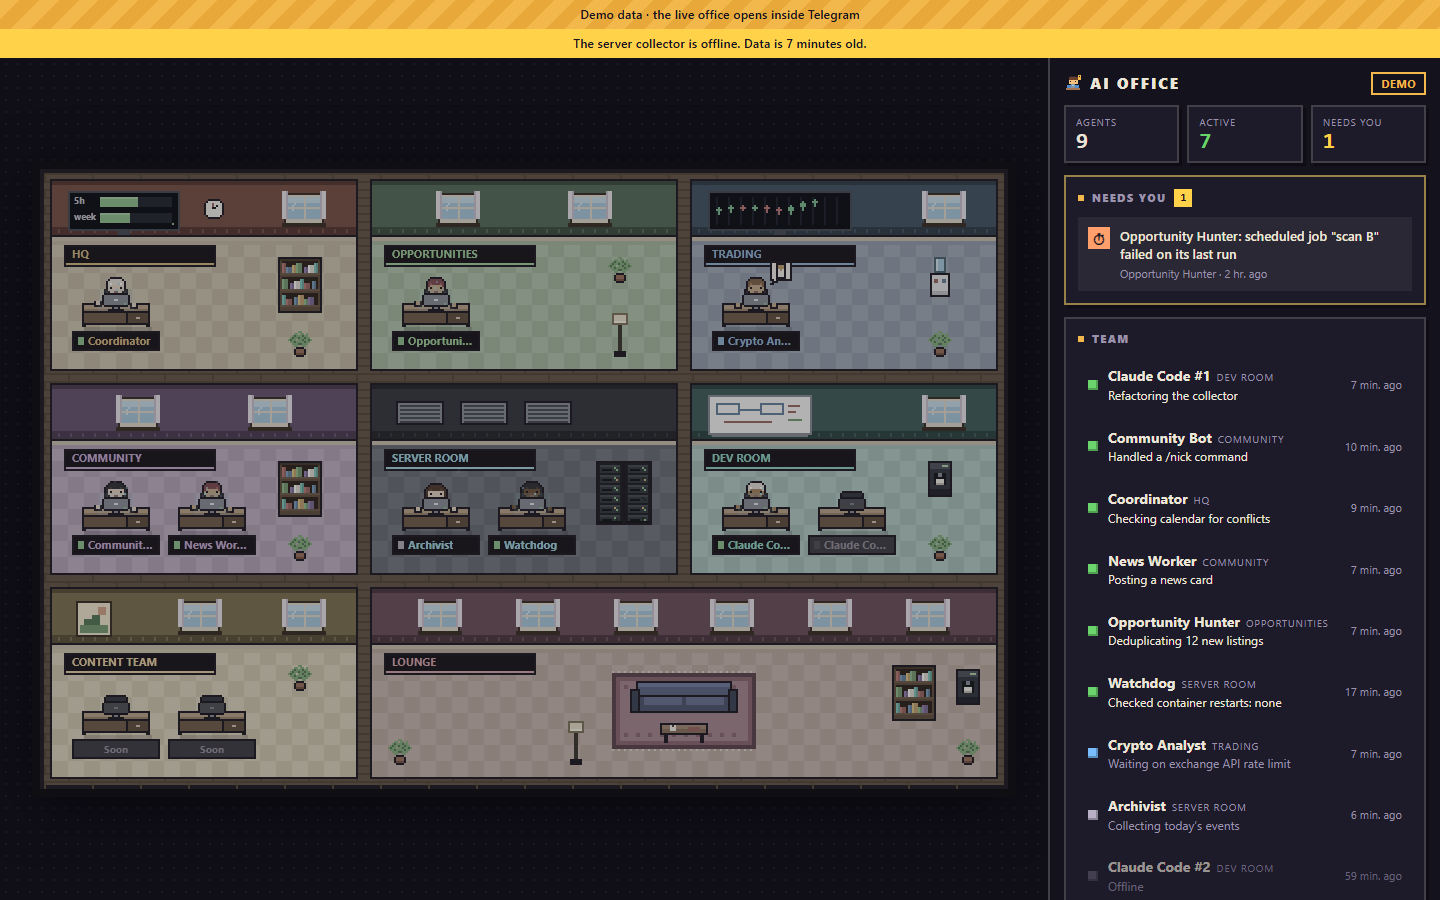 Demo data · the live office opens inside Telegram
The server collector is offline. Data is 7 minutes old.
AI OFFICE
DEMO
AGENTS
9
ACTIVE
7
NEEDS YOU
1
NEEDS YOU 1
Opportunity Hunter: scheduled job "scan B"
failed on its last run
Opportunity Hunter · 2 hr. ago
TEAM
Claude Code #1 DEV ROOM
Refactoring the collector
7 min. ago
Community Bot COMMUNITY
Handled a /nick command
10 min. ago
Coordinator HQ
Checking calendar for conflicts
9 min. ago
News Worker COMMUNITY
Posting a news card
7 min. ago
Opportunity Hunter OPPORTUNITIES
Deduplicating 12 new listings
7 min. ago
Watchdog SERVER ROOM
Checked container restarts: none
17 min. ago
Crypto Analyst TRADING
Waiting on exchange API rate limit
7 min. ago
Archivist SERVER ROOM
Collecting today's events
6 min. ago
Claude Code #2 DEV ROOM
Offline
59 min. ago
5h
week
HQ
Coordinator
OPPORTUNITIES
Opportuni...
TRADING
Crypto An...
COMMUNITY
Communit...
News Wor...
SERVER ROOM
Archivist
Watchdog
DEV ROOM
Claude Co...
Claude Co...
CONTENT TEAM
Soon
Soon
LOUNGE